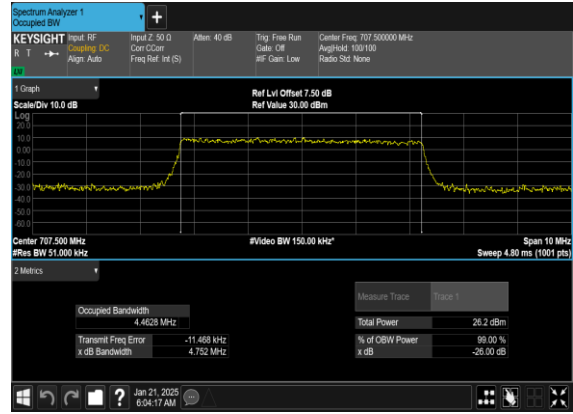 Spectrum Analyzer 1
Occupied BW
KEYSIGHT Input: RF Input Z: 50 Ω Atten: 40 dB Trig: Free Run Center Freq: 707.500000 MHz
R T Coupling: DC Corr CCorr Gate: Off Avg|Hold: 100/100
Align: Auto Freq Ref: Int (S) #IF Gain: Low Radio Std: None
LM
1 Graph
Ref Lvl Offset 7.50 dB
Scale/Div 10.0 dB Ref Value 30.00 dBm
Log
20.0
10.0
0.00
-10.0
-20.0
-30.0
-40.0
-50.0
-60.0
Center 707.500 MHz #Video BW 150.00 kHz* Span 10 MHz
#Res BW 51.000 kHz Sweep 4.80 ms (1001 pts)
2 Metrics
Measure Trace Trace 1
Occupied Bandwidth
4.4628 MHz Total Power 26.2 dBm
Transmit Freq Error -11.468 kHz % of OBW Power 99.00 %
x dB Bandwidth 4.752 MHz x dB -26.00 dB
Jan 21, 2025
6:04:17 AM